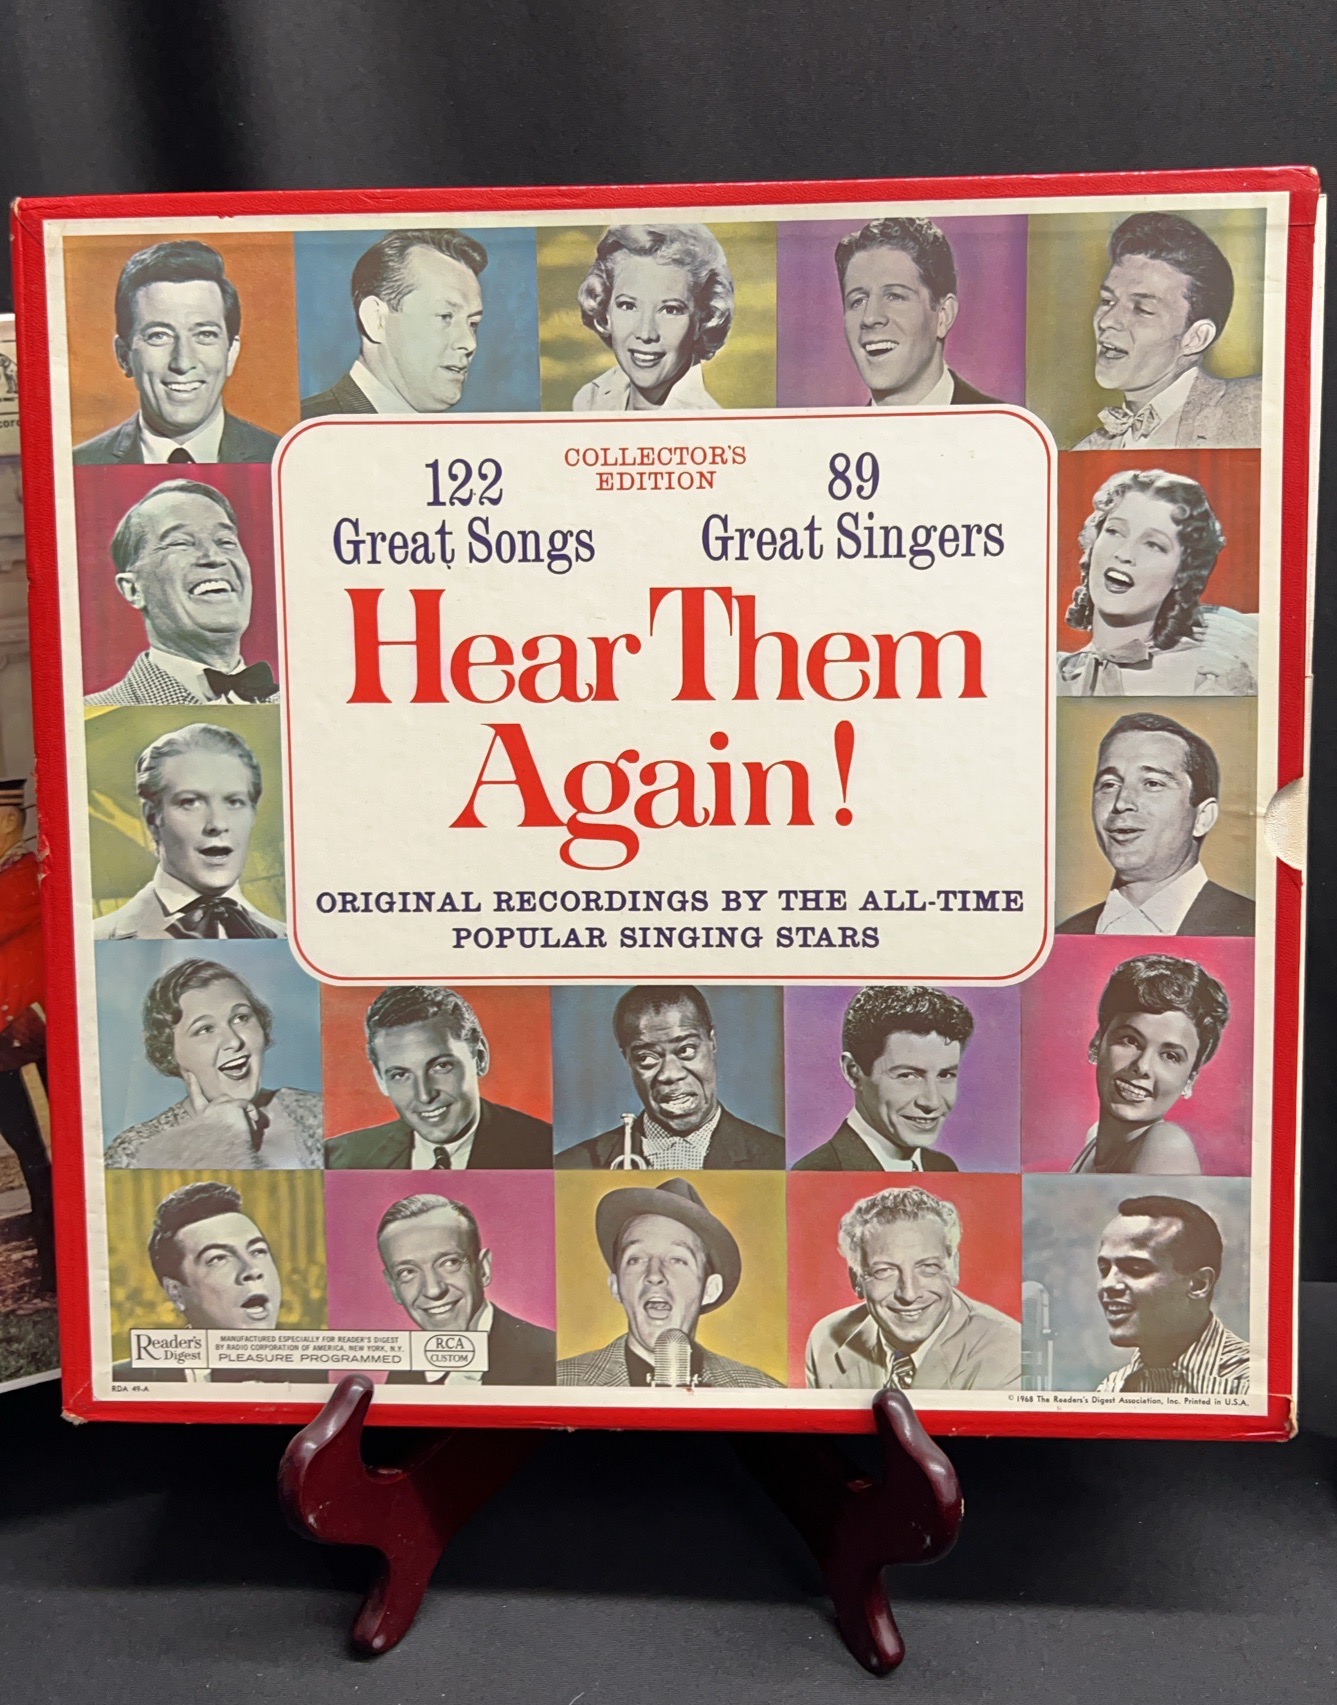 COLLECTOR'S
EDITION
122
Great Songs
89
Great Singers
Hear Them
Again!
ORIGINAL RECORDINGS BY THE ALL-TIME
POPULAR SINGING STARS
Reader's
Digest
MANUFACTURED ESPECIALLY FOR READER'S DIGEST
BY RADIO CORPORATION OF AMERICA, NEW YORK, N.Y.
PLEASURE PROGRAMMED
RCA
CUSTOM
RDA 49-A
© 1968 The Reader's Digest Association, Inc. Printed in U.S.A.